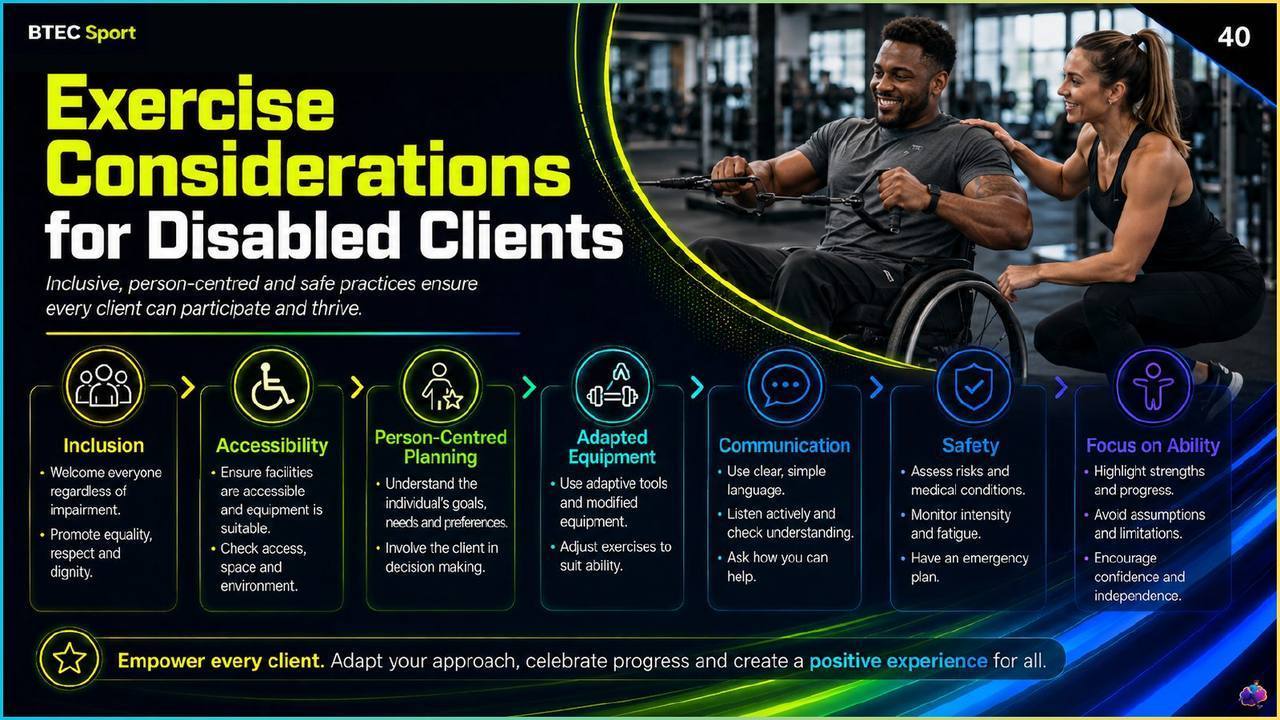 BTEC Sport
40
Exercise
Considerations
for Disabled Clients
Inclusive, person-centred and safe practices ensure
every client can participate and thrive.
Inclusion
• Welcome everyone
regardless of
impairment.
• Promote equality,
respect and
dignity.
Accessibility
• Ensure facilities
are accessible
and equipment is
suitable.
• Check access,
space and
environment.
Person-Centred
Planning
• Understand the
individual's goals,
needs and preferences.
• Involve the client in
decision making.
Adapted
Equipment
• Use adaptive tools
and modified
equipment.
• Adjust exercises to
suit ability.
Communication
• Use clear, simple
language.
• Listen actively and
check understanding.
• Ask how you can
help.
Safety
• Assess risks and
medical conditions.
• Monitor intensity
and fatigue.
• Have an emergency
plan.
Focus on Ability
• Highlight strengths
and progress.
• Avoid assumptions
and limitations.
• Encourage
confidence and
independence.
Empower every client. Adapt your approach, celebrate progress and create a positive experience for all.